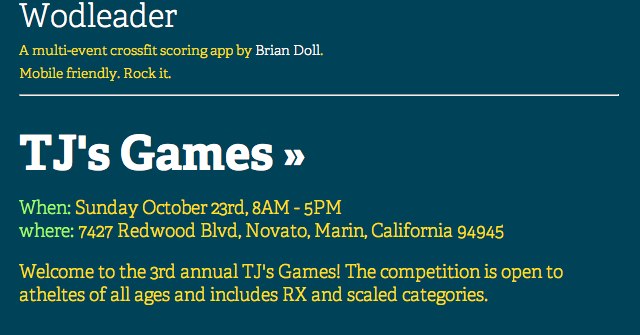 Wodleader
A multi-event crossfit scoring app by Brian Doll.
Mobile friendly. Rock it.
TJ's Games »
When: Sunday October 23rd, 8AM - 5PM
where: 7427 Redwood Blvd, Novato, Marin, California 94945
Welcome to the 3rd annual TJ's Games! The competition is open to
atheltes of all ages and includes RX and scaled categories.